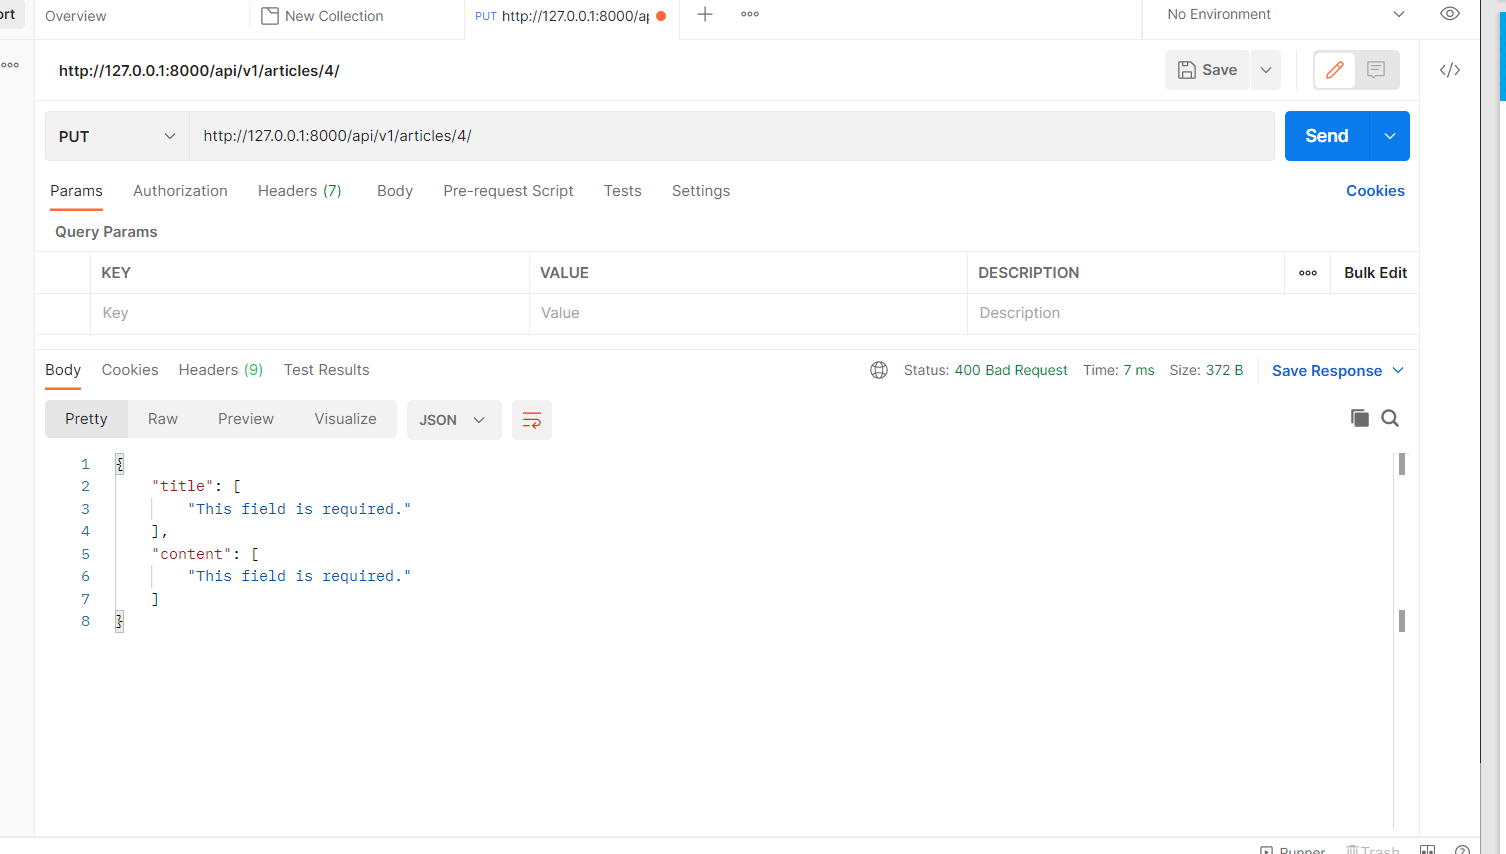 ort
Overview
New Collection
PUT http://127.0.0.1:8000/a
No Environment
http://127.0.0.1:8000/api/v1/articles/4/
Save
PUT
http://127.0.0.1:8000/api/v1/articles/4/
Send
Params Authorization Headers (7) Body Pre-request Script Tests Settings Cookies
Query Params
KEY VALUE DESCRIPTION Bulk Edit
Key Value Description
Body Cookies Headers (9) Test Results Status: 400 Bad Request Time: 7 ms Size: 372 B Save Response
Pretty Raw Preview Visualize JSON
1 {
2 "title": [
3 "This field is required."
4 ],
5 "content": [
6 "This field is required."
7 ]
8 }
Runner Trash